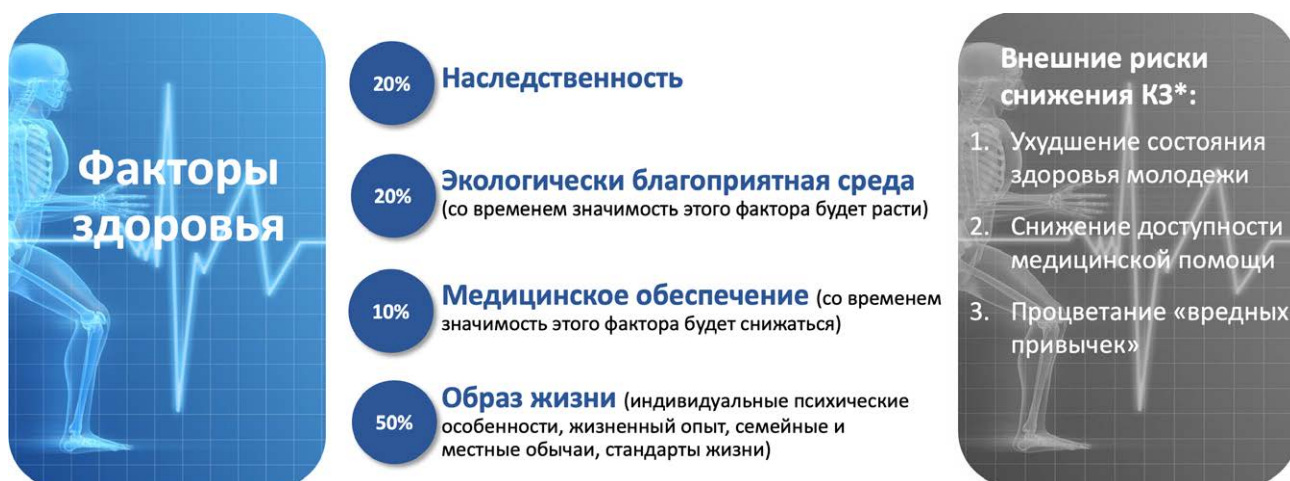 Факторы
здоровья
20% Наследственность
20% Экологически благоприятная среда
(со временем значимость этого фактора будет расти)
10% Медицинское обеспечение (со временем
значимость этого фактора будет снижаться)
50% Образ жизни (индивидуальные психические
особенности, жизненный опыт, семейные и
местные обычаи, стандарты жизни)
Внешние риски
снижения КЗ*:
1. Ухудшение состояния
здоровья молодежи
2. Снижение доступности
медицинской помощи
3. Процветание «вредных
привычек»